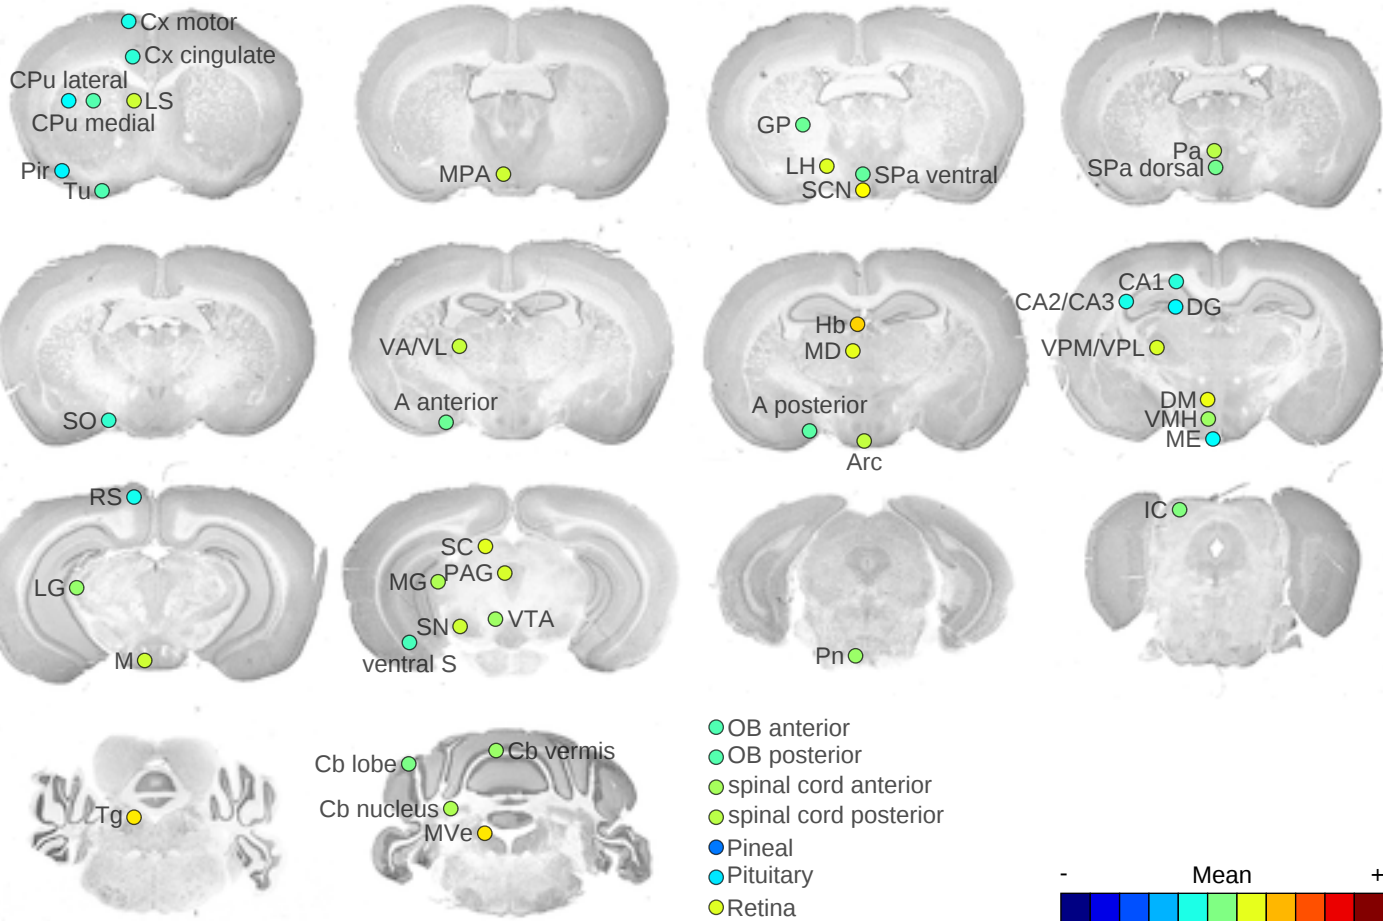 Cx motor
Cx cingulate
CPu lateral
LS
CPu medial
Pir
Tu
MPA
GP
LH
SPa ventral
SCN
Pa
SPa dorsal
SO
VA/VL
A anterior
Hb
MD
A posterior
Arc
CA1
CA2/CA3
DG
VPM/VPL
DM
VMH
ME
RS
LG
M
SC
MG
PAG
SN
VTA
ventral S
Pn
IC
Tg
Cb lobe
Cb vermis
Cb nucleus
MVe
OB anterior
OB posterior
spinal cord anterior
spinal cord posterior
Pineal
Pituitary
Retina
- Mean +